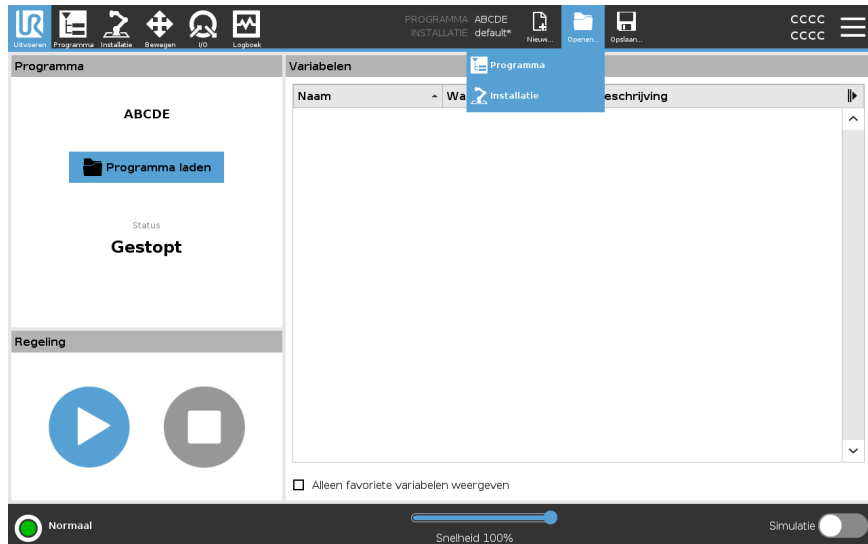 UR
Uitvoeren Programma Installatie Bewegen I/O Logboek
PROGRAMMA ABCDE
INSTALLATIE default*
Nieuw... Openen... Opslaan...
CCCC
CCCC
Programma
ABCDE
Programma laden
Status
Gestopt
Regeling
Variabelen
Programma
Installatie
Naam Wa eschrijving
Alleen favoriete variabelen weergeven
Normaal
Snelheid 100%
Simulatie